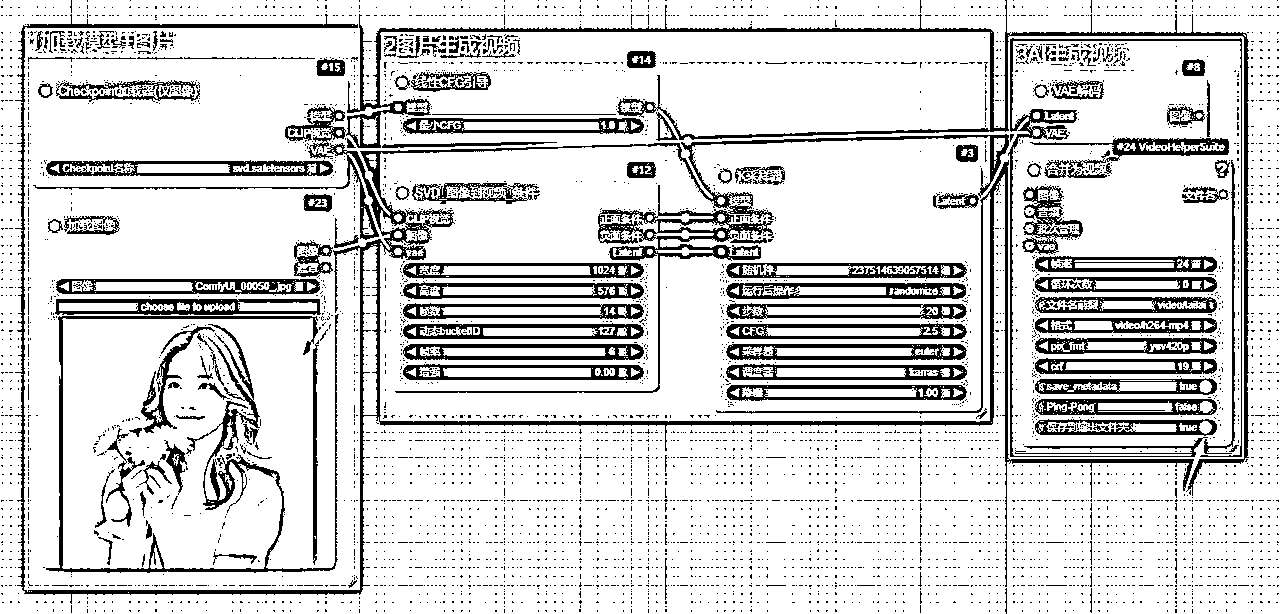 1加载模型和图片
#15
Checkpoint加载器(仅图像)
模型
CLIP视觉
VAE
Checkpoint名称 svd.safetensors
#23
加载图像
图像
遮罩
图像 ComfyUI_00050_.jpg
choose file to upload
2图片生成视频
#14
线性CFG引导
模型 模型
最小CFG 1.0
#12
SVD_图像到视频_条件
CLIP视觉 正面条件
图像 负面条件
vae Latent
宽度 1024
高度 576
帧数 14
动态bucketID 127
帧率 6
增强 0.00
#3
K采样器
模型 Latent
正面条件
负面条件
Latent
随机种 237514639057514
运行后操作 randomize
步数 20
CFG 2.5
采样器 euler
调度器 karras
降噪 1.00
3AI生成视频
#8
VAE解码
Latent 图像
VAE
#24 VideoHelperSuite
合并为视频
图像 文件名
音频
批次管理
vae
帧率 24
循环次数 0
文件名前缀
格式 video/h264-mp4
pix_fmt yuv420p
crf 19
save_metadata true
Ping-Pong false
保存到输出文件夹 true